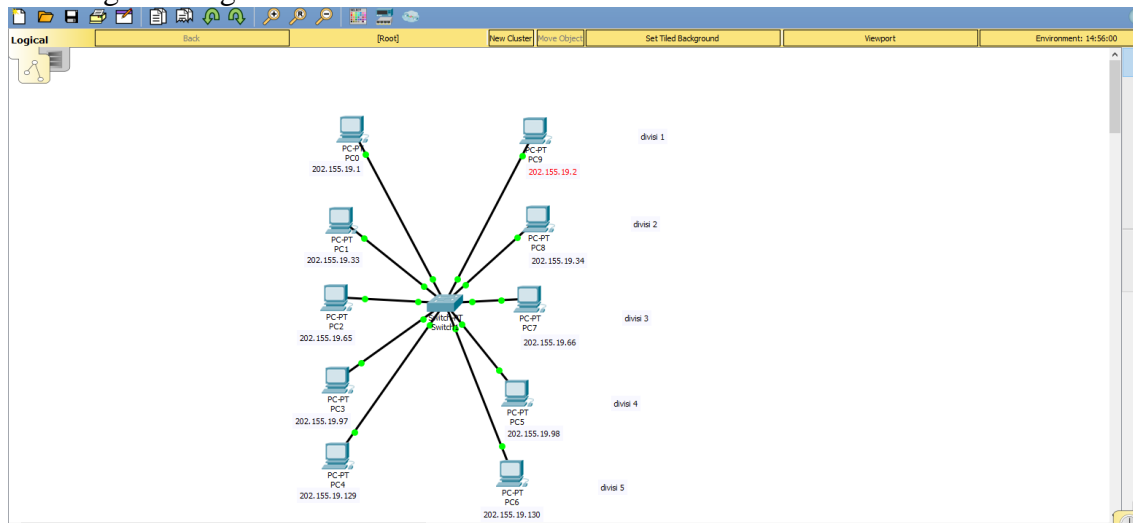 Logical
Back
[Root]
New Cluster
Move Object
Set Tiled Background
Viewport
Environment: 14:56:00
PC-PT
PC0
202.155.19.1
PC-PT
PC9
202.155.19.2
divisi 1
PC-PT
PC1
202.155.19.33
PC-PT
PC8
202.155.19.34
divisi 2
PC-PT
PC2
202.155.19.65
Switch-PT
PC-PT
PC7
202.155.19.66
divisi 3
PC-PT
PC3
202.155.19.97
PC-PT
PC5
202.155.19.98
divisi 4
PC-PT
PC4
202.155.19.129
PC-PT
PC6
202.155.19.130
divisi 5